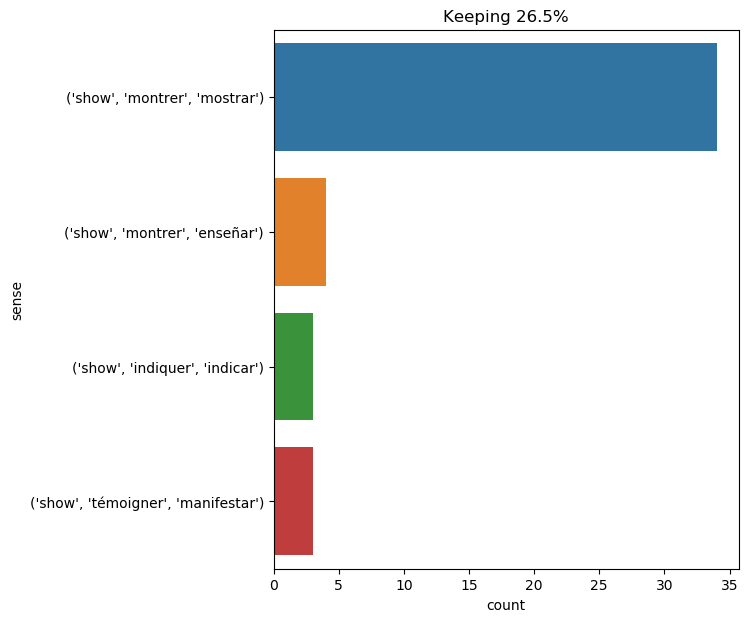 Keeping 26.5%
('show', 'montrer', 'mostrar')
('show', 'montrer', 'enseñar')
('show', 'indiquer', 'indicar')
('show', 'témoigner', 'manifestar')
sense
0 5 10 15 20 25 30 35
count